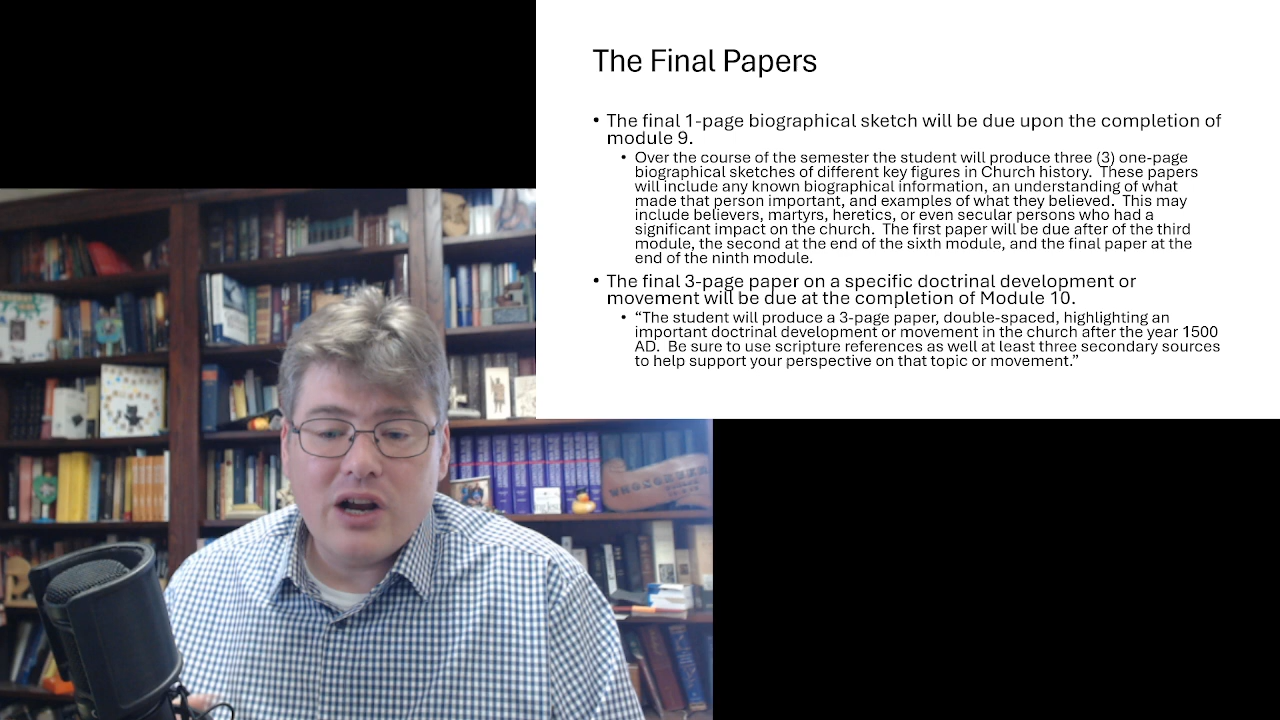 The Final Papers
• The final 1-page biographical sketch will be due upon the completion of
module 9.
• Over the course of the semester the student will produce three (3) one-page
biographical sketches of different key figures in Church history.  These papers
will include any known biographical information, an understanding of what
made that person important, and examples of what they believed.  This may
include believers, martyrs, heretics, or even secular persons who had a
significant impact on the church.  The first paper will be due after of the third
module, the second at the end of the sixth module, and the final paper at the
end of the ninth module.
• The final 3-page paper on a specific doctrinal development or
movement will be due at the completion of Module 10.
• “The student will produce a 3-page paper, double-spaced, highlighting an
important doctrinal development or movement in the church after the year 1500
AD.  Be sure to use scripture references as well at least three secondary sources
to help support your perspective on that topic or movement.”